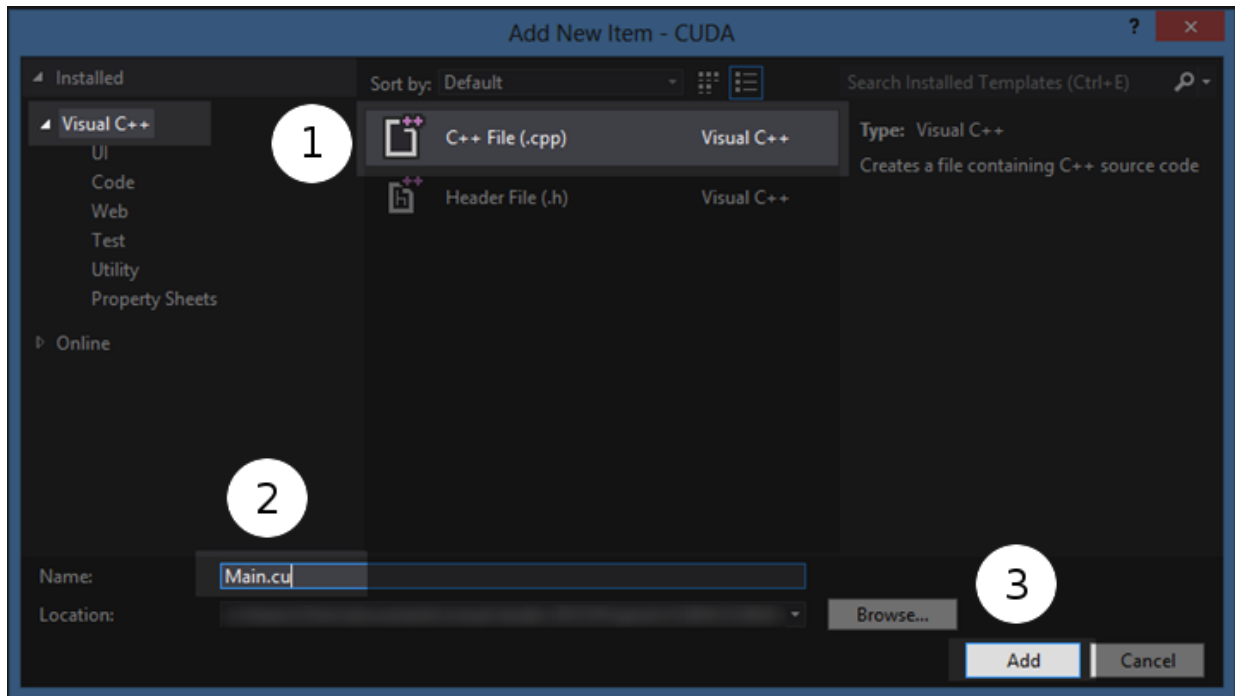 Add New Item - CUDA
?
Installed
Sort by: Default
Search Installed Templates (Ctrl+E)
Visual C++
UI
Code
Web
Test
Utility
Property Sheets
Online
1
C++ File (.cpp) Visual C++
Header File (.h) Visual C++
Type: Visual C++
Creates a file containing C++ source code
2
Name: Main.cu
Location:
3
Browse...
Add
Cancel